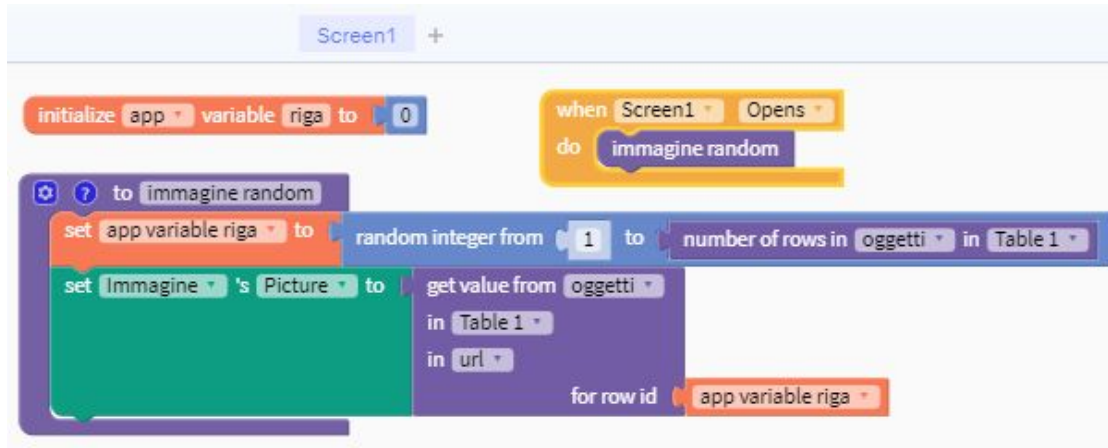 Screen1 +
initialize app variable riga to 0
when Screen1 Opens
do immagine random
? to immagine random
set app variable riga to random integer from 1 to number of rows in oggetti in Table 1
set Immagine 's Picture to get value from oggetti
in Table 1
in url
for row id app variable riga